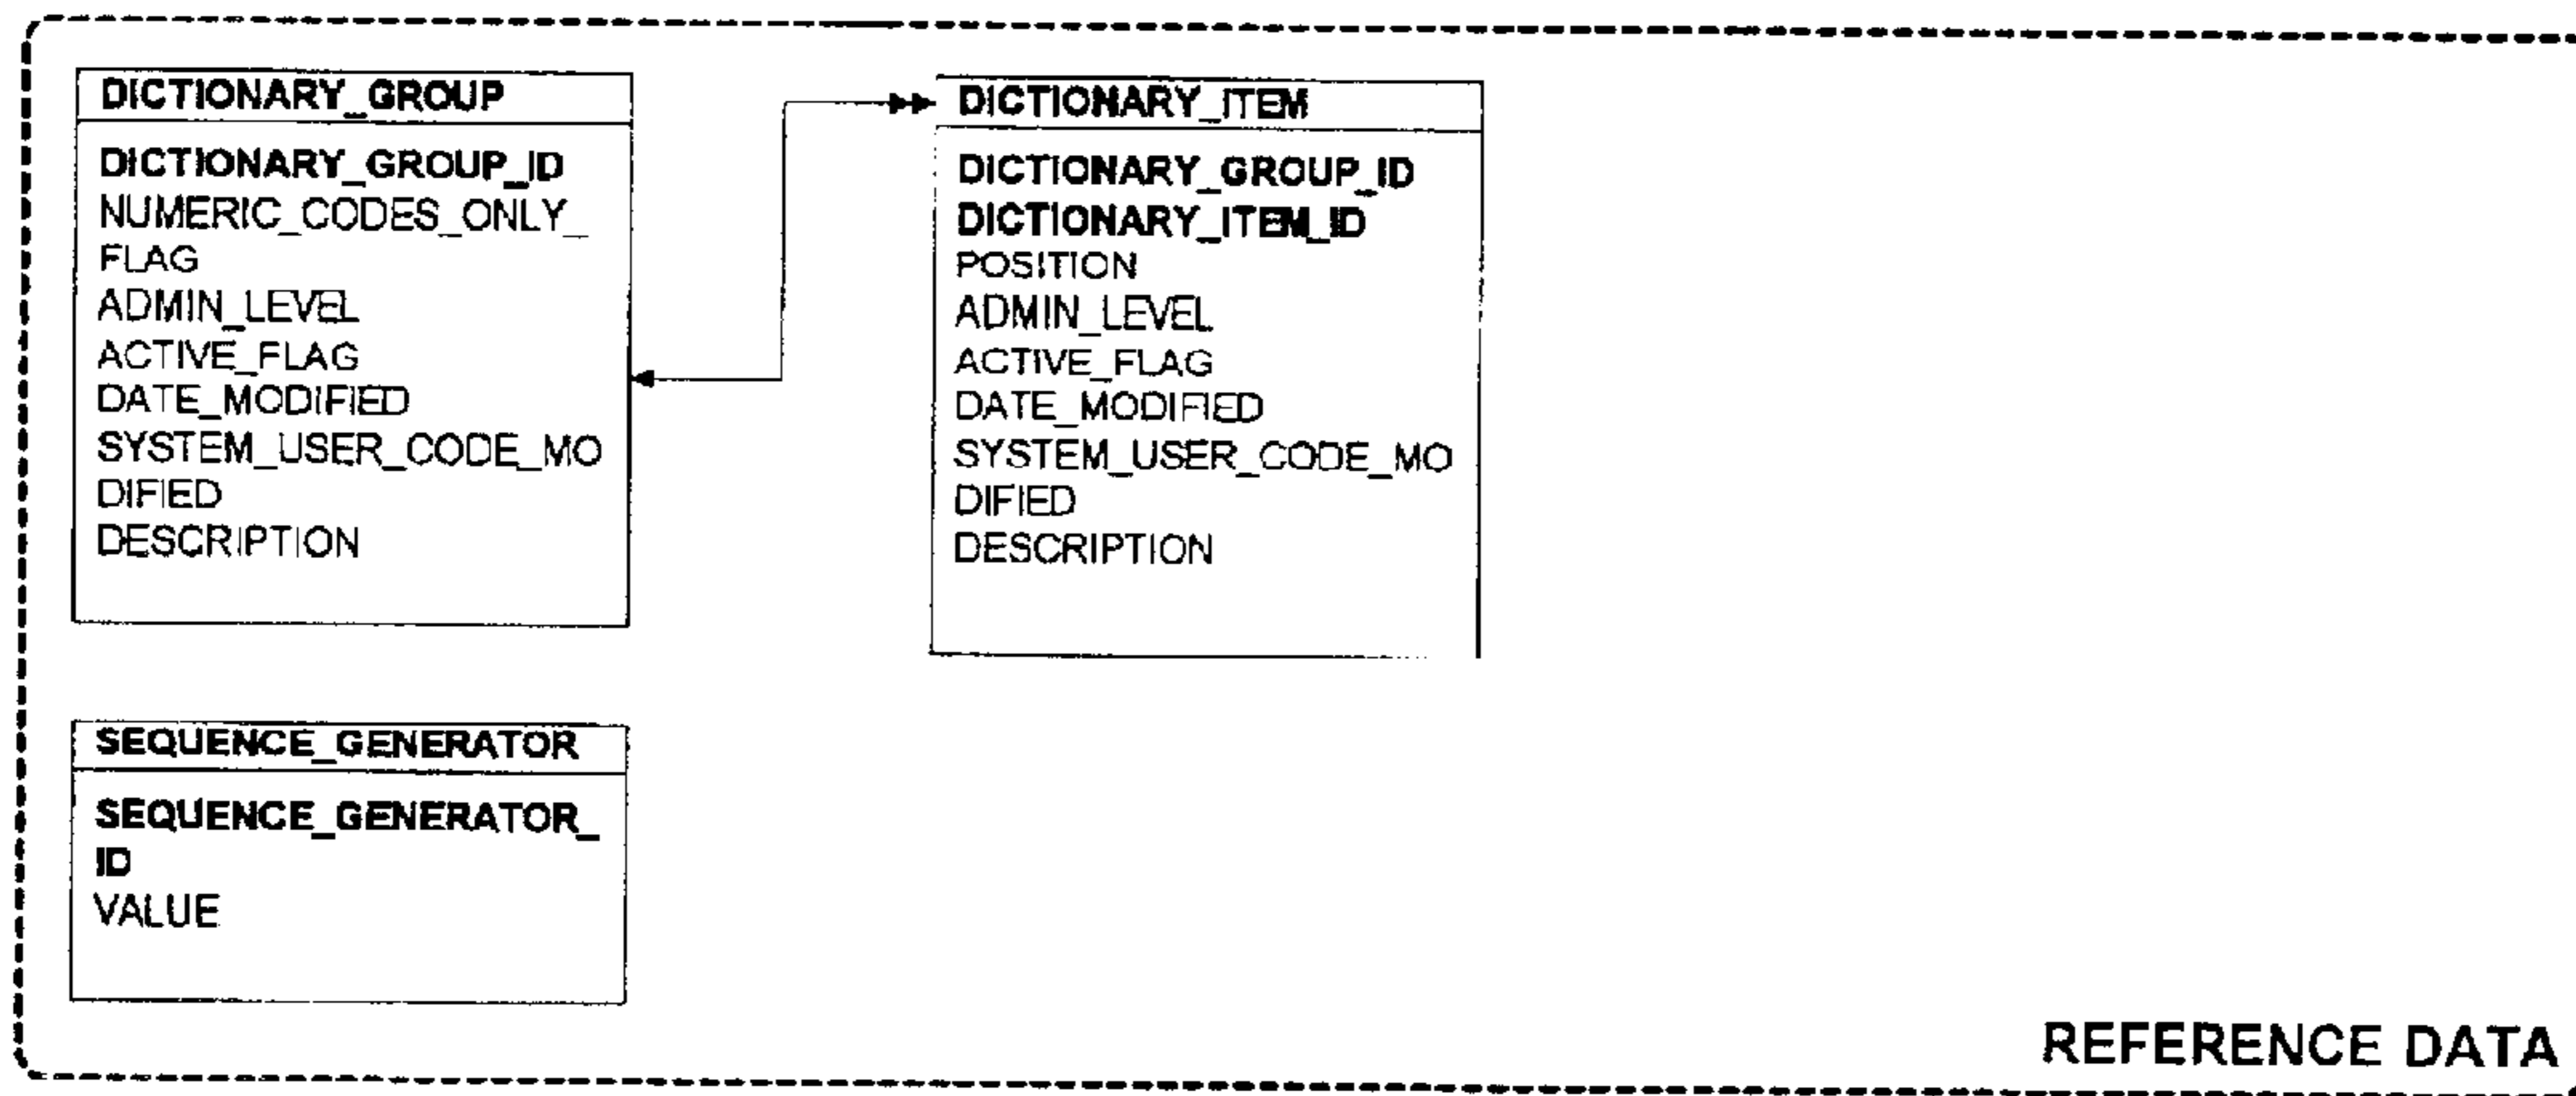 DICTIONARY_GROUP
DICTIONARY_GROUP_ID
NUMERIC_CODES_ONLY_
FLAG
ADMIN_LEVEL
ACTIVE_FLAG
DATE_MODIFIED
SYSTEM_USER_CODE_MO
DIFIED
DESCRIPTION
DICTIONARY_ITEM
DICTIONARY_GROUP_ID
DICTIONARY_ITEM_ID
POSITION
ADMIN_LEVEL
ACTIVE_FLAG
DATE_MODIFIED
SYSTEM_USER_CODE_MO
DIFIED
DESCRIPTION
SEQUENCE_GENERATOR
SEQUENCE_GENERATOR_
ID
VALUE
REFERENCE DATA